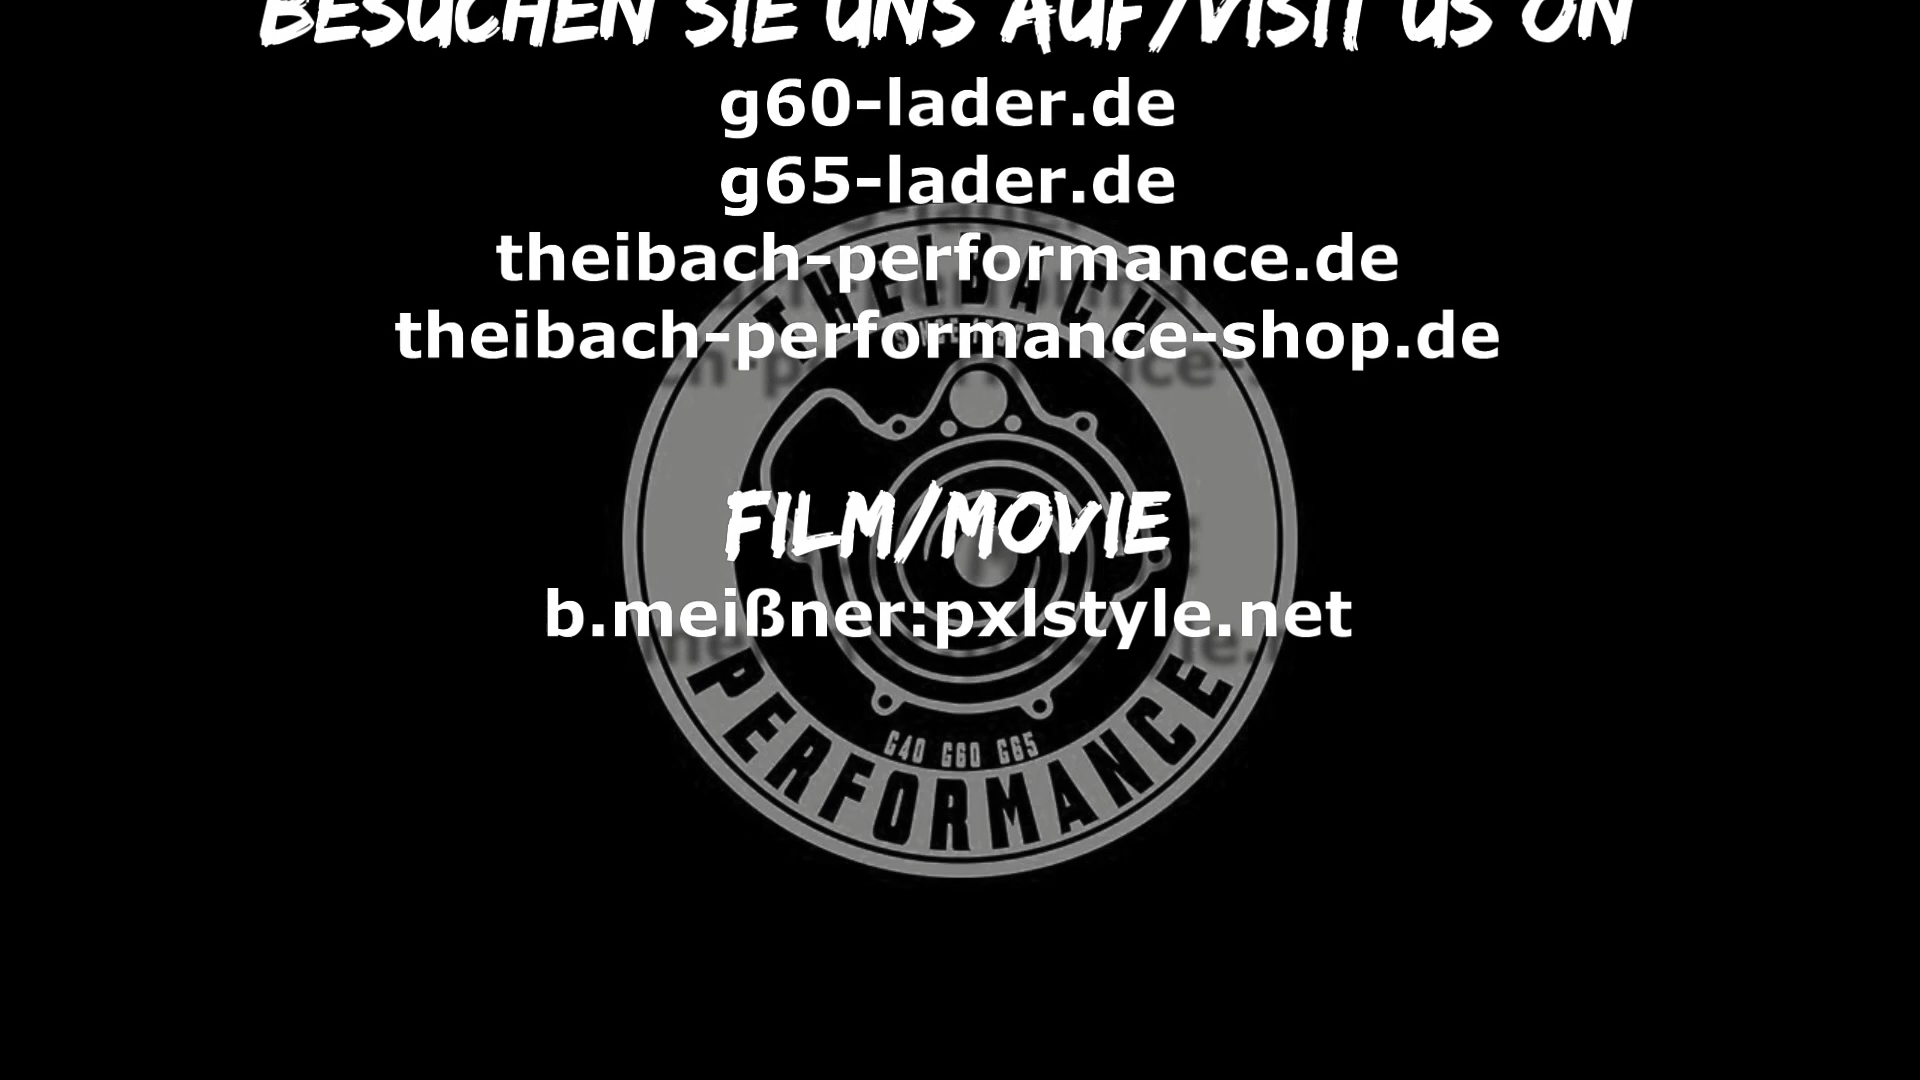 BESUCHEN SIE UNS AUF/VISIT US ON
g60-lader.de
g65-lader.de
theibach-performance.de
theibach-performance-shop.de
THEIBACH
FILM/MOVIE
b.meißner:pxlstyle.net
G40 G60 G65
PERFORMANCE